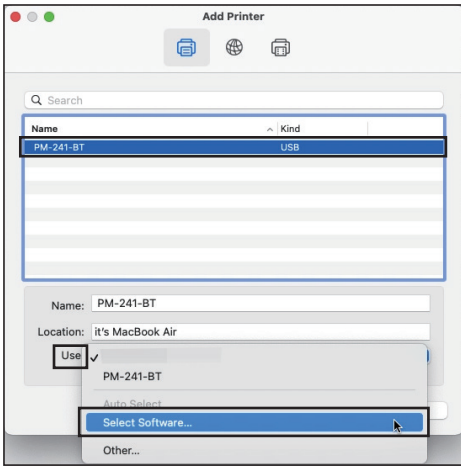 Add Printer
Search
Name Kind
PM-241-BT USB
Name: PM-241-BT
Location: it's MacBook Air
Use
PM-241-BT
Auto Select
Select Software...
Other...